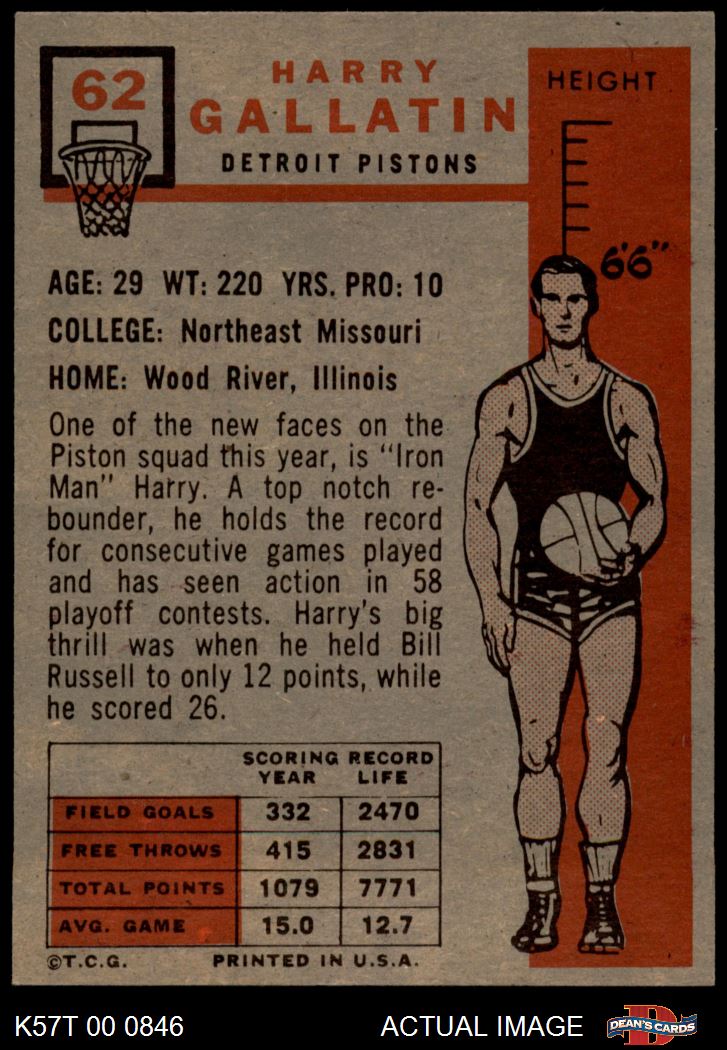 62
HARRY
GALLATIN
DETROIT PISTONS
HEIGHT
6'6"
AGE: 29 WT: 220 YRS. PRO: 10
COLLEGE: Northeast Missouri
HOME: Wood River, Illinois
One of the new faces on the
Piston squad this year, is "Iron
Man" Harry. A top notch re-
bounder, he holds the record
for consecutive games played
and has seen action in 58
playoff contests. Harry's big
thrill was when he held Bill
Russell to only 12 points, while
he scored 26.
SCORING RECORD
YEAR LIFE
FIELD GOALS 332 2470
FREE THROWS 415 2831
TOTAL POINTS 1079 7771
AVG. GAME 15.0 12.7
©T.C.G. PRINTED IN U.S.A.
K57T 00 0846
ACTUAL IMAGE
D
DEAN'S CARDS